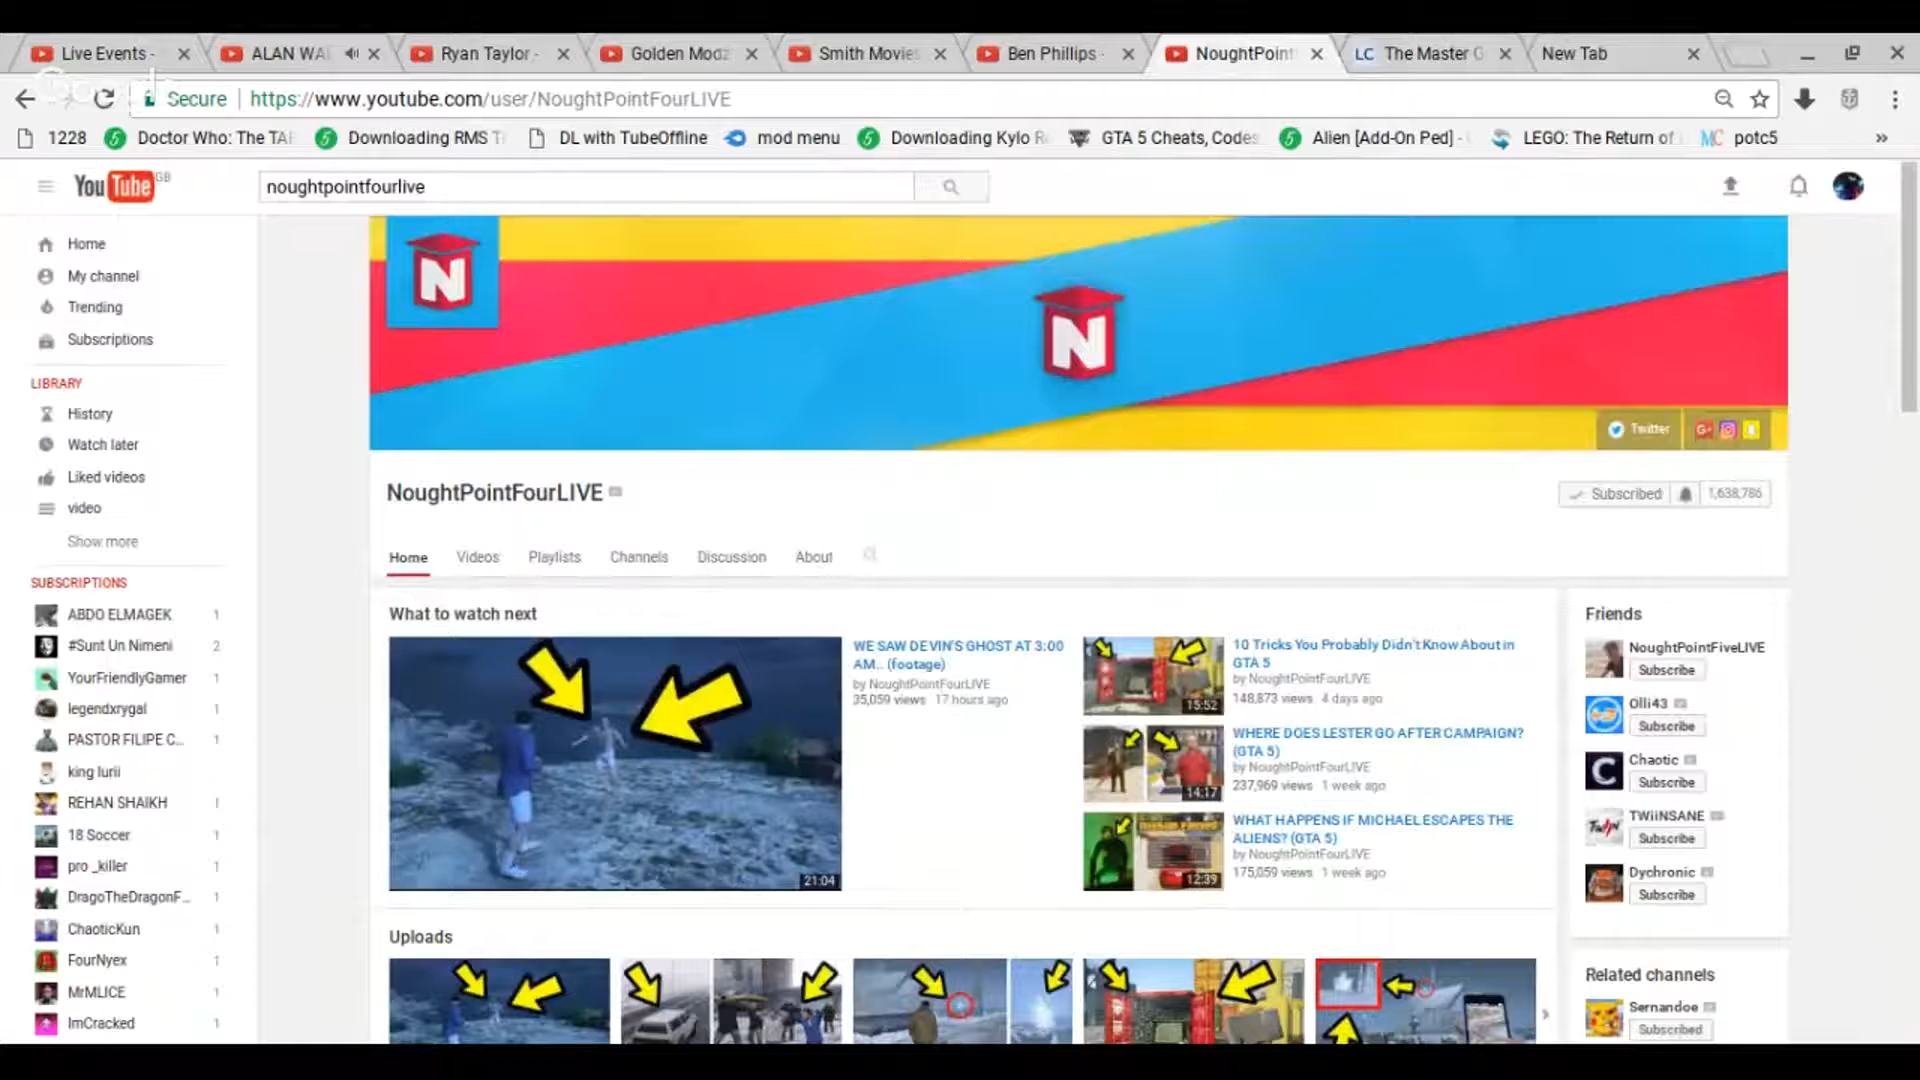 Live Events -
ALAN WAL
Ryan Taylor -
Golden Modz
Smith Movies
Ben Phillips -
NoughtPoint
LC The Master G
New Tab
Secure
https://www.youtube.com/user/NoughtPointFourLIVE
1228
Doctor Who: The TAR
Downloading RMS Ti
DL with TubeOffline
mod menu
Downloading Kylo R
GTA 5 Cheats, Codes
Alien [Add-On Ped] -
LEGO: The Return of
MC potc5
»
YouTube GB
noughtpointfourlive
Home
My channel
Trending
Subscriptions
LIBRARY
History
Watch later
Liked videos
video
Show more
SUBSCRIPTIONS
ABDO ELMAGEK 1
#Sunt Un Nimeni 2
YourFriendlyGamer 1
legendxrygal 1
PASTOR FILIPE C... 1
king Iurii
REHAN SHAIKH 1
18 Soccer 1
pro _killer 1
DragoTheDragonF... 1
ChaoticKun 1
FourNyex 1
MrMLICE 1
ImCracked 1
N
N
Twitter
G+
NoughtPointFourLIVE
Subscribed 1,638,786
Home Videos Playlists Channels Discussion About
What to watch next
21:04
WE SAW DEVIN'S GHOST AT 3:00
AM.. (footage)
by NoughtPointFourLIVE
35,059 views 17 hours ago
15:52
10 Tricks You Probably Didn't Know About in
GTA 5
by NoughtPointFourLIVE
148,873 views 4 days ago
14:17
WHERE DOES LESTER GO AFTER CAMPAIGN?
(GTA 5)
by NoughtPointFourLIVE
237,969 views 1 week ago
12:39
WHAT HAPPENS IF MICHAEL ESCAPES THE
ALIENS? (GTA 5)
by NoughtPointFourLIVE
175,059 views 1 week ago
Uploads
Friends
NoughtPointFiveLIVE
Subscribe
Olli43
Subscribe
C
Chaotic
Subscribe
TWiiNSANE
Subscribe
Dychronic
Subscribe
Related channels
Sernandoe
Subscribed